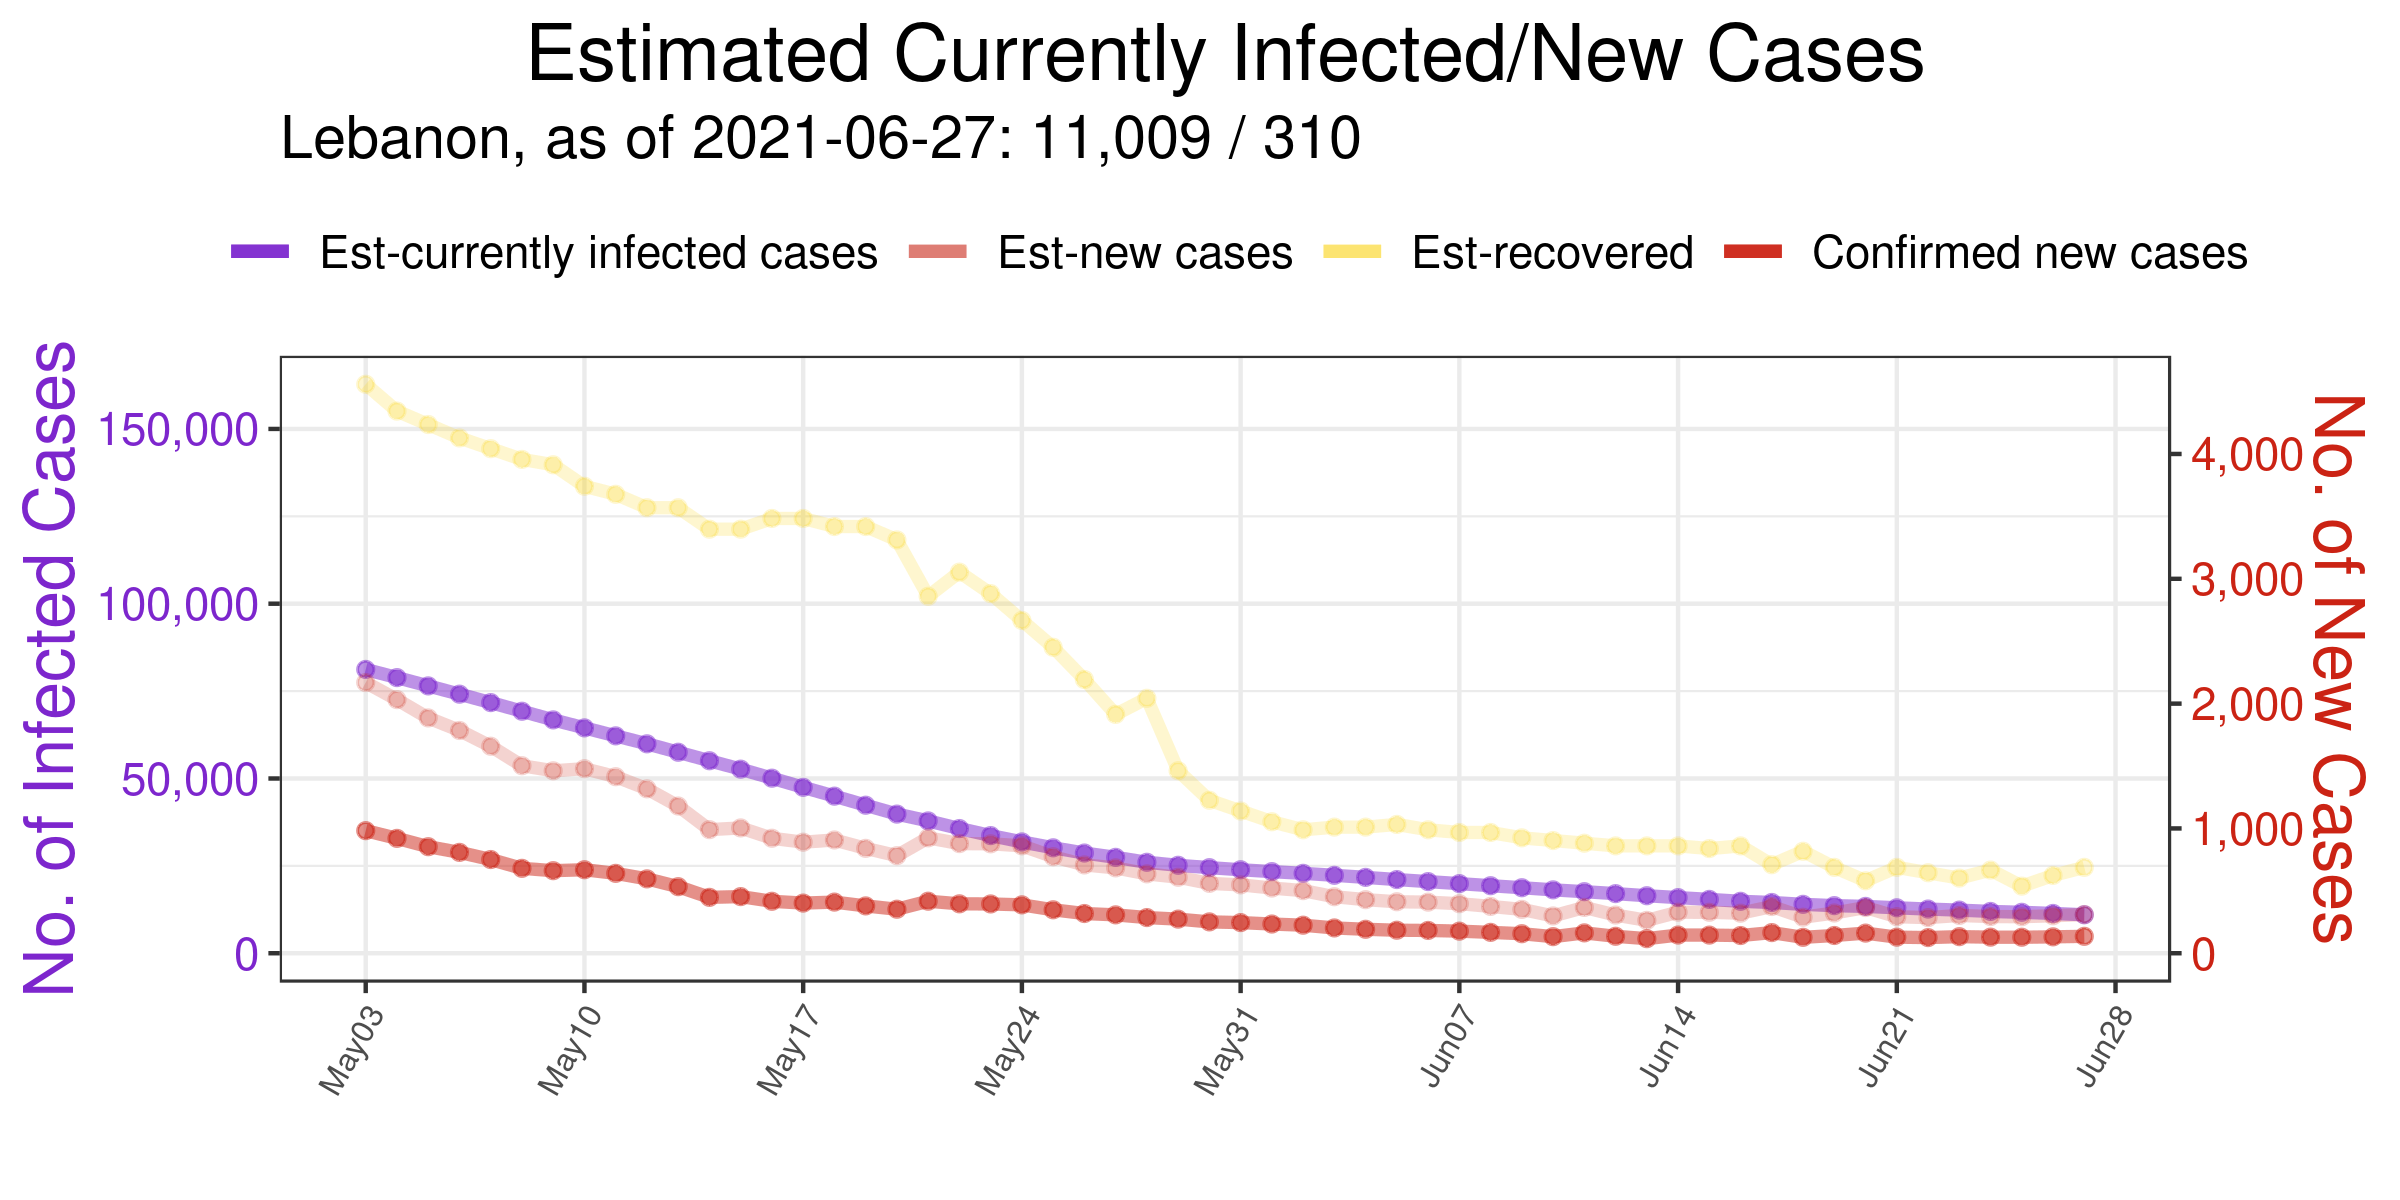 Estimated Currently Infected/New Cases
Lebanon, as of 2021-06-27: 11,009 / 310
Est-currently infected cases Est-new cases Est-recovered Confirmed new cases
No. of Infected Cases
150,000
100,000
50,000
0
4,000
3,000
2,000
1,000
0
No. of New Cases
May03 May10 May17 May24 May31 Jun07 Jun14 Jun21 Jun28